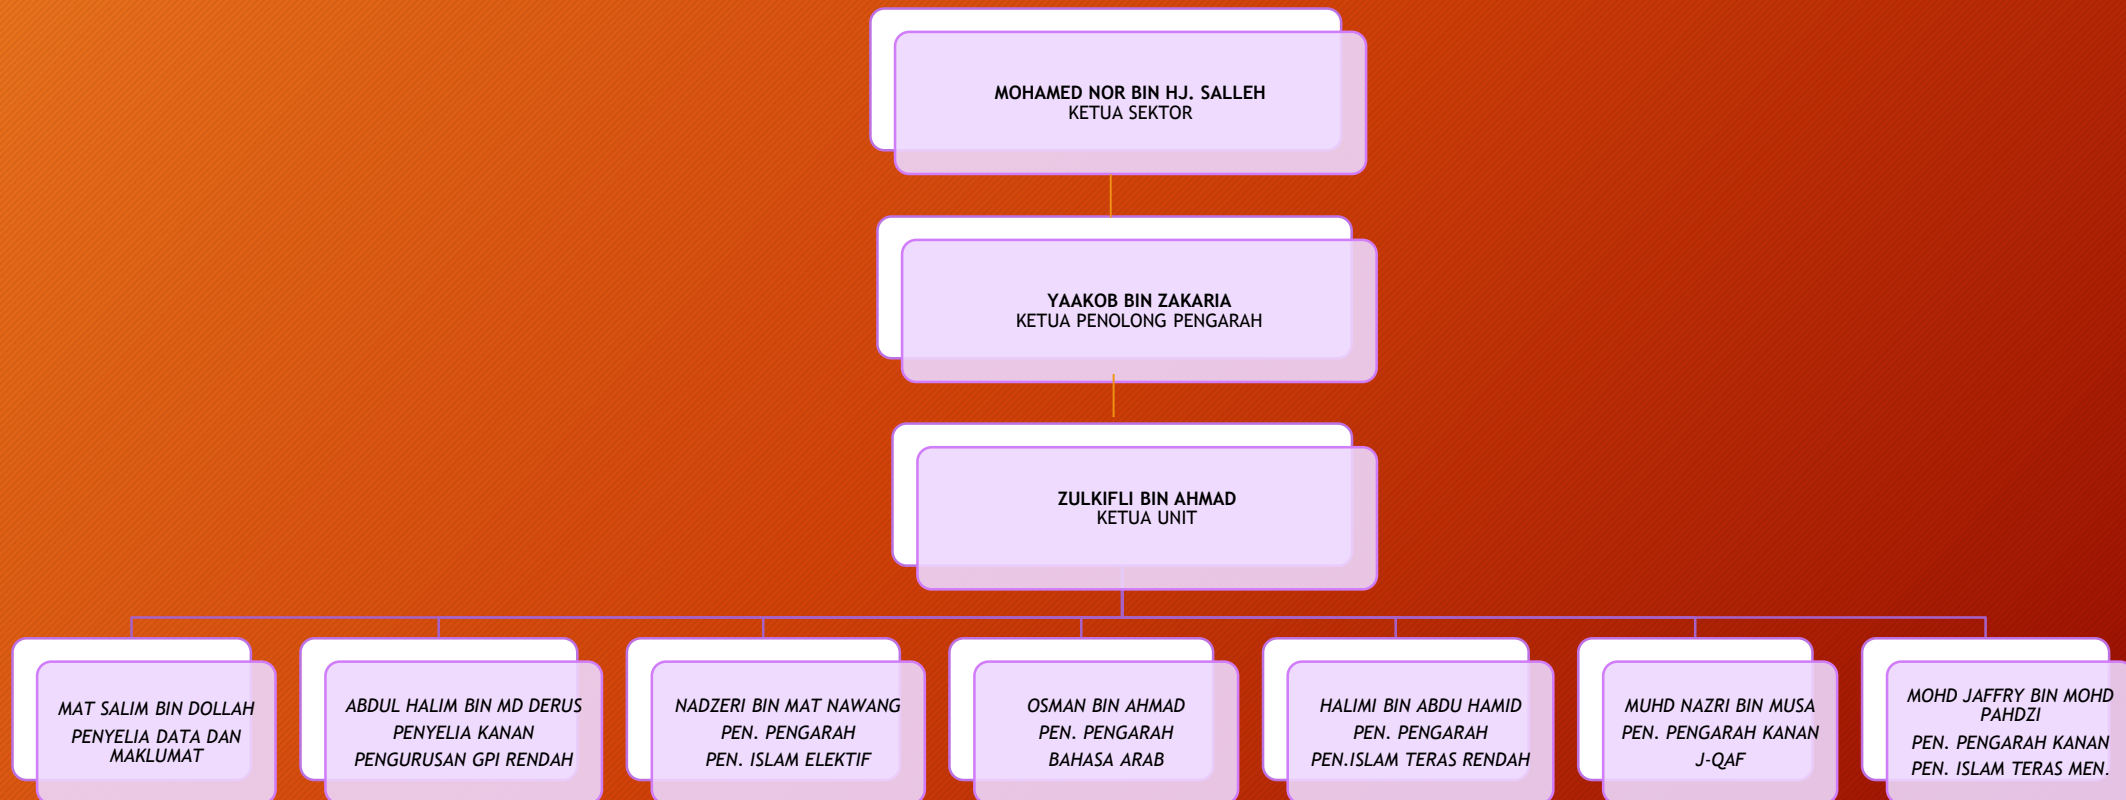 MOHAMED NOR BIN HJ. SALLEH
KETUA SEKTOR
YAAKOB BIN ZAKARIA
KETUA PENOLONG PENGARAH
ZULKIFLI BIN AHMAD
KETUA UNIT
MAT SALIM BIN DOLLAH
PENYELIA DATA DAN
MAKLUMAT
ABDUL HALIM BIN MD DERUS
PENYELIA KANAN
PENGURUSAN GPI RENDAH
NADZERI BIN MAT NAWANG
PEN. PENGARAH
PEN. ISLAM ELEKTIF
OSMAN BIN AHMAD
PEN. PENGARAH
BAHASA ARAB
HALIMI BIN ABDU HAMID
PEN. PENGARAH
PEN.ISLAM TERAS RENDAH
MUHD NAZRI BIN MUSA
PEN. PENGARAH KANAN
J-QAF
MOHD JAFFRY BIN MOHD
PAHDZI
PEN. PENGARAH KANAN
PEN. ISLAM TERAS MEN.